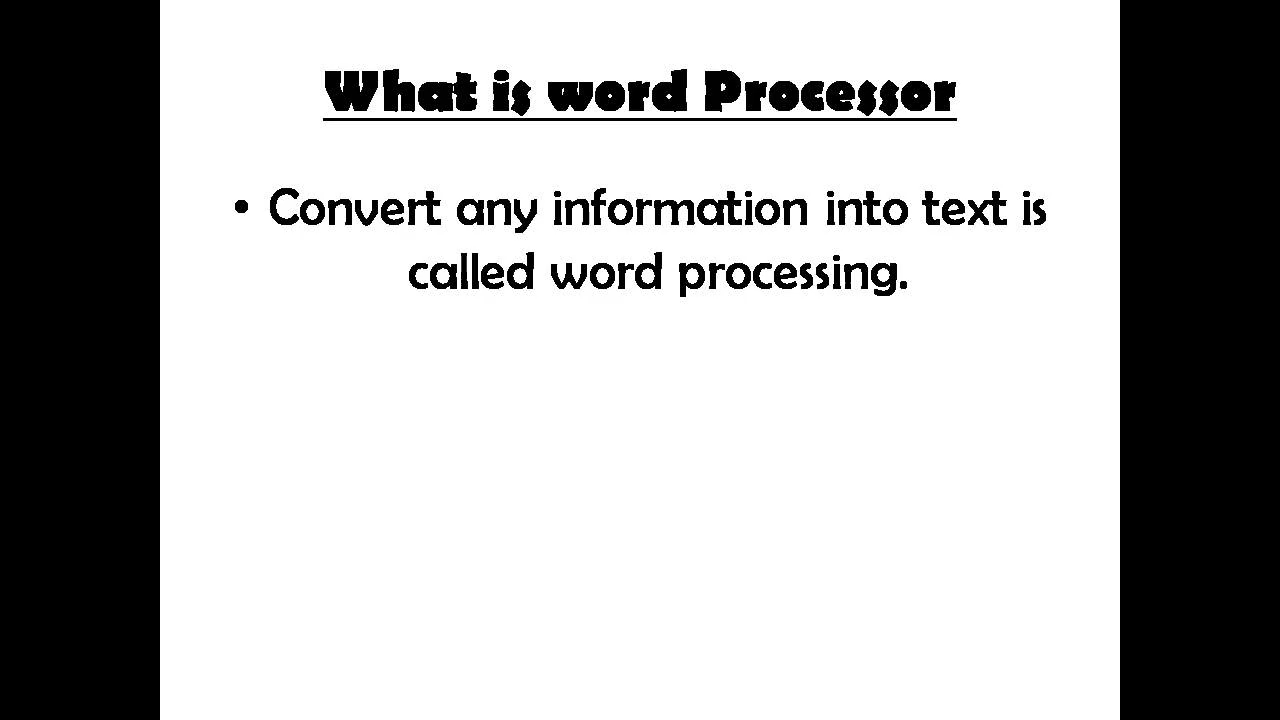 What is word Processor
• Convert any information into text is
called word processing.